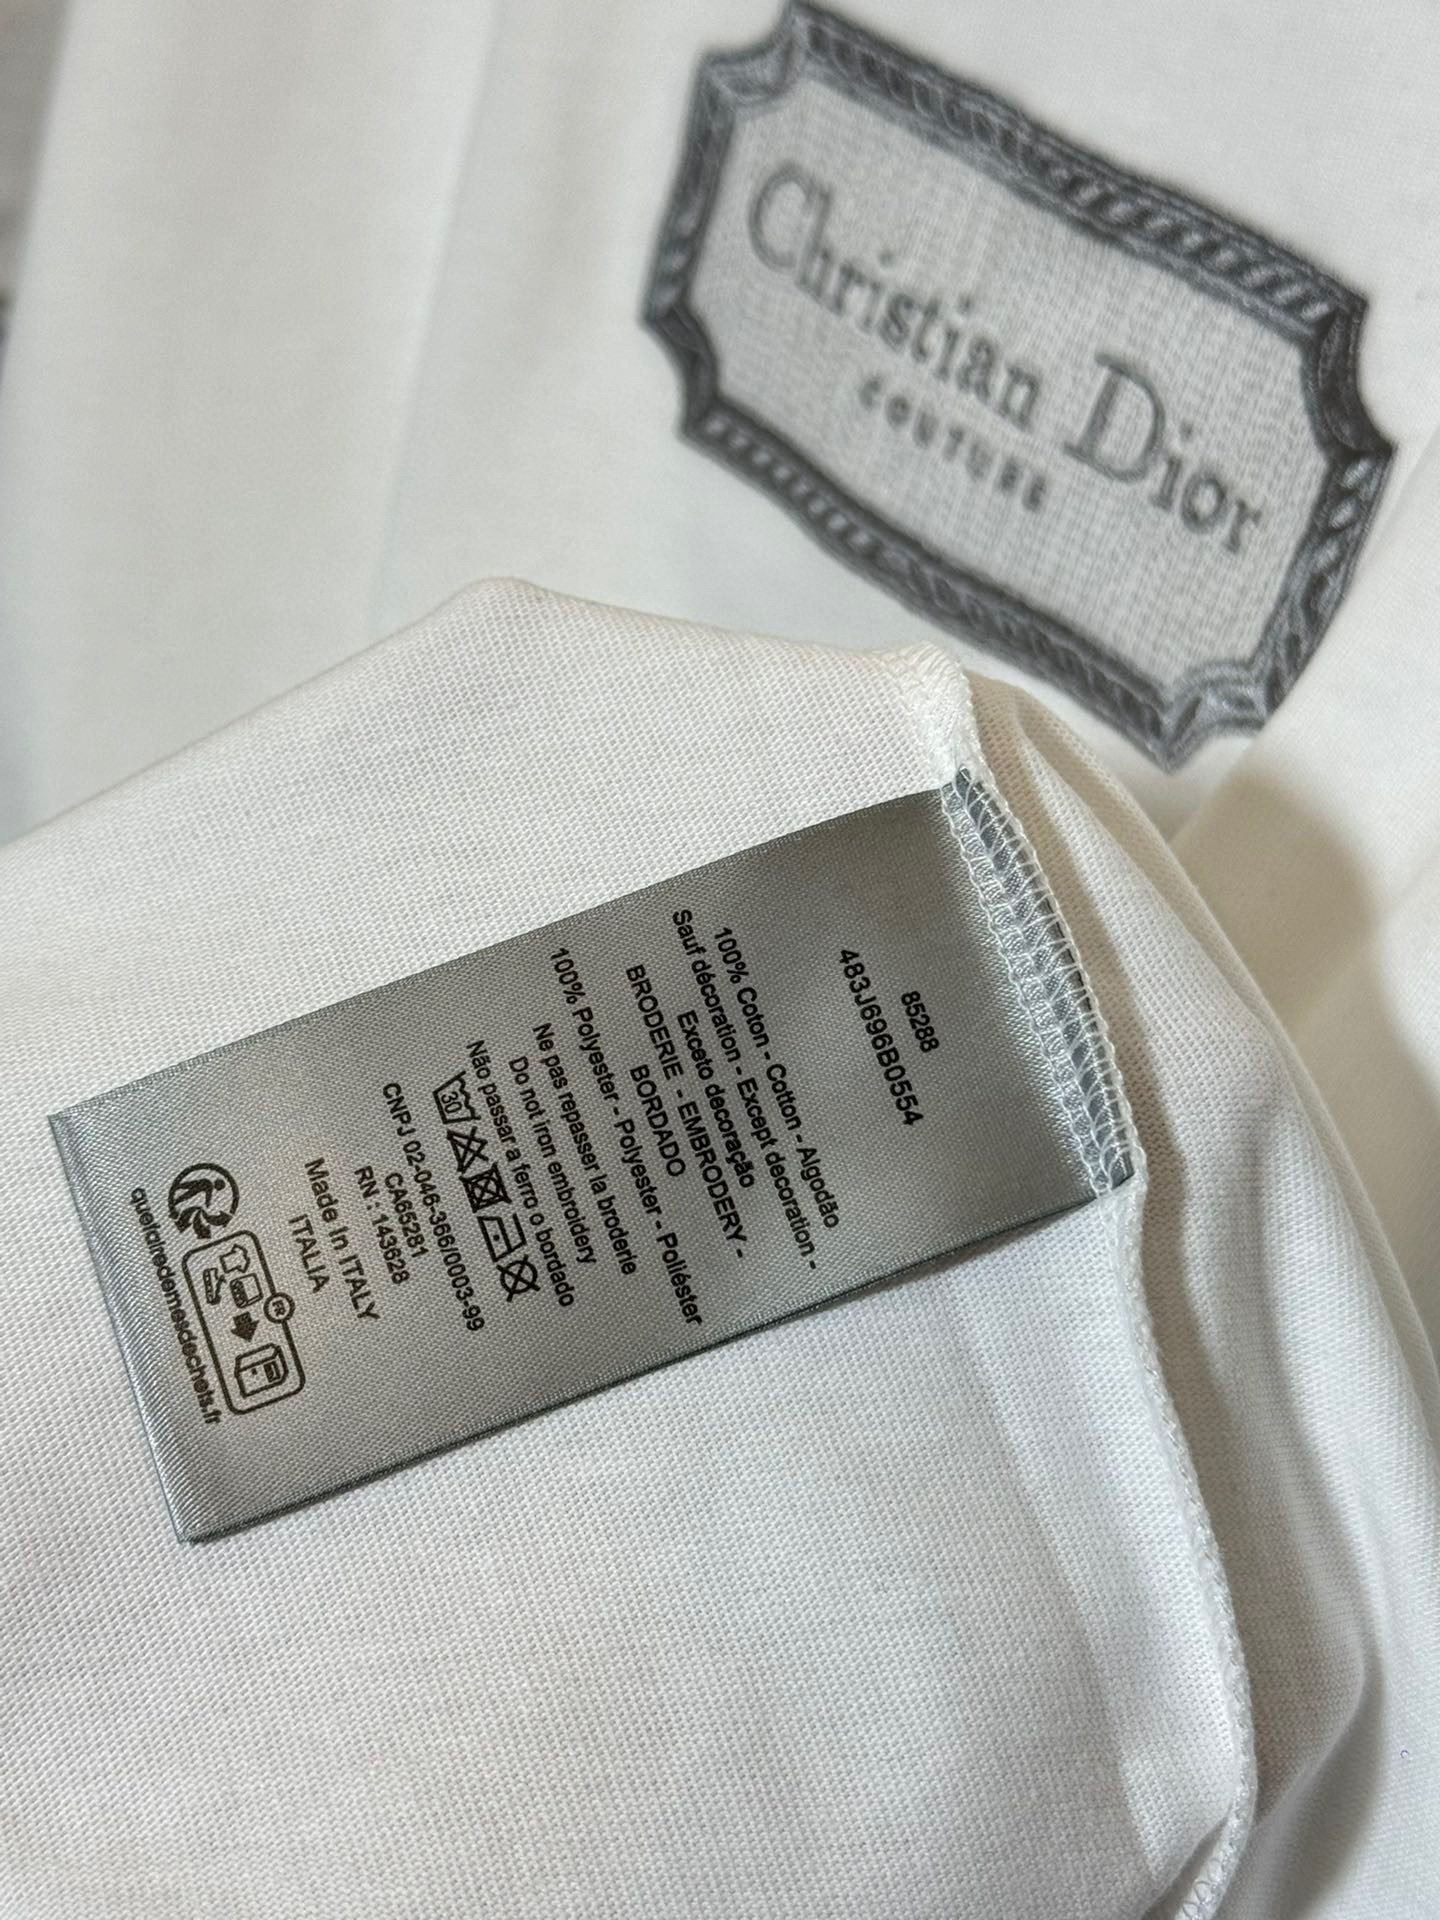 Christian Dior
COUTURE
85288
483J696B0554
100% Coton - Cotton - Algodão
Sauf décoration - Except decoration -
Exceto decoração
BRODERIE - EMBRODERY -
BORDADO
100% Polyester - Polyester - Poliéster
Ne pas repasser la broderie
Do not iron embroidery
Não passar a ferro o bordado
30
CNPJ 02-046-366/0003-99
CA65281
RN : 143628
Made In ITALY
ITALIA
FR
quefairedemesdechets.fr